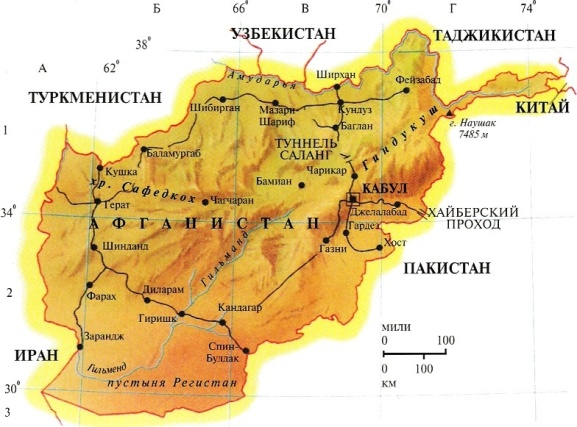 Б
УЗБЕКИСТАН
В
70°
Г
74°
38°
ТАДЖИКИСТАН
А
62°
66°
Амударья
Ширхан
Фейзабад
ТУРКМЕНИСТАН
Шибирган
Мазари-Шариф
Кундуз
КИТАЙ
г. Наушак
7485 м
1
Баглан
Гиндукуш
ТУННЕЛЬ
САЛАНГ
Баламургаб
Чарикар
Кушка
Бамиан
КАБУЛ
хр. Сафедкох
Чагчаран
Герат
Джелалабад
ХАЙБЕРСКИЙ
ПРОХОД
34°
АФГАНИСТАН
Гардез
Шинданд
Газни
Хост
ПАКИСТАН
Гильменд
2
Фарах
Диларам
Гиришк
Кандагар
МИЛИ
0
100
Зарандж
Спин-
Булдак
ИРАН
Гильменд
0
100
КМ
пустыня Регистан
30°
3